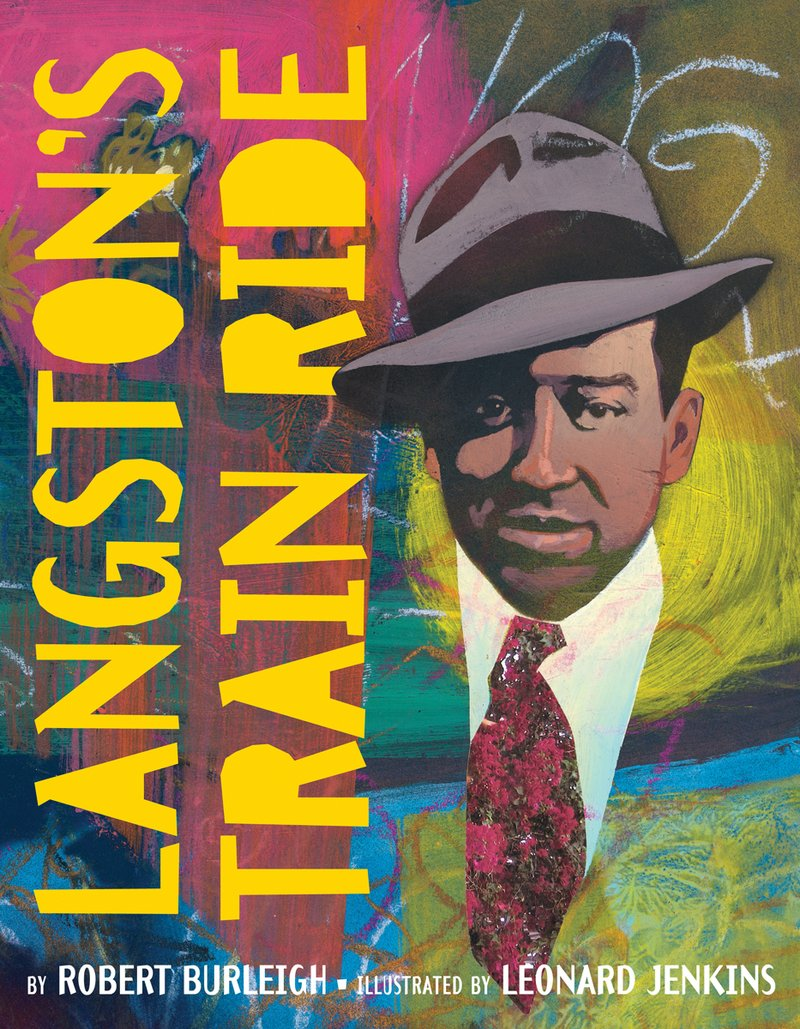 LANGSTON'S
TRAIN RIDE
BY ROBERT BURLEIGH ▪ ILLUSTRATED BY LEONARD JENKINS